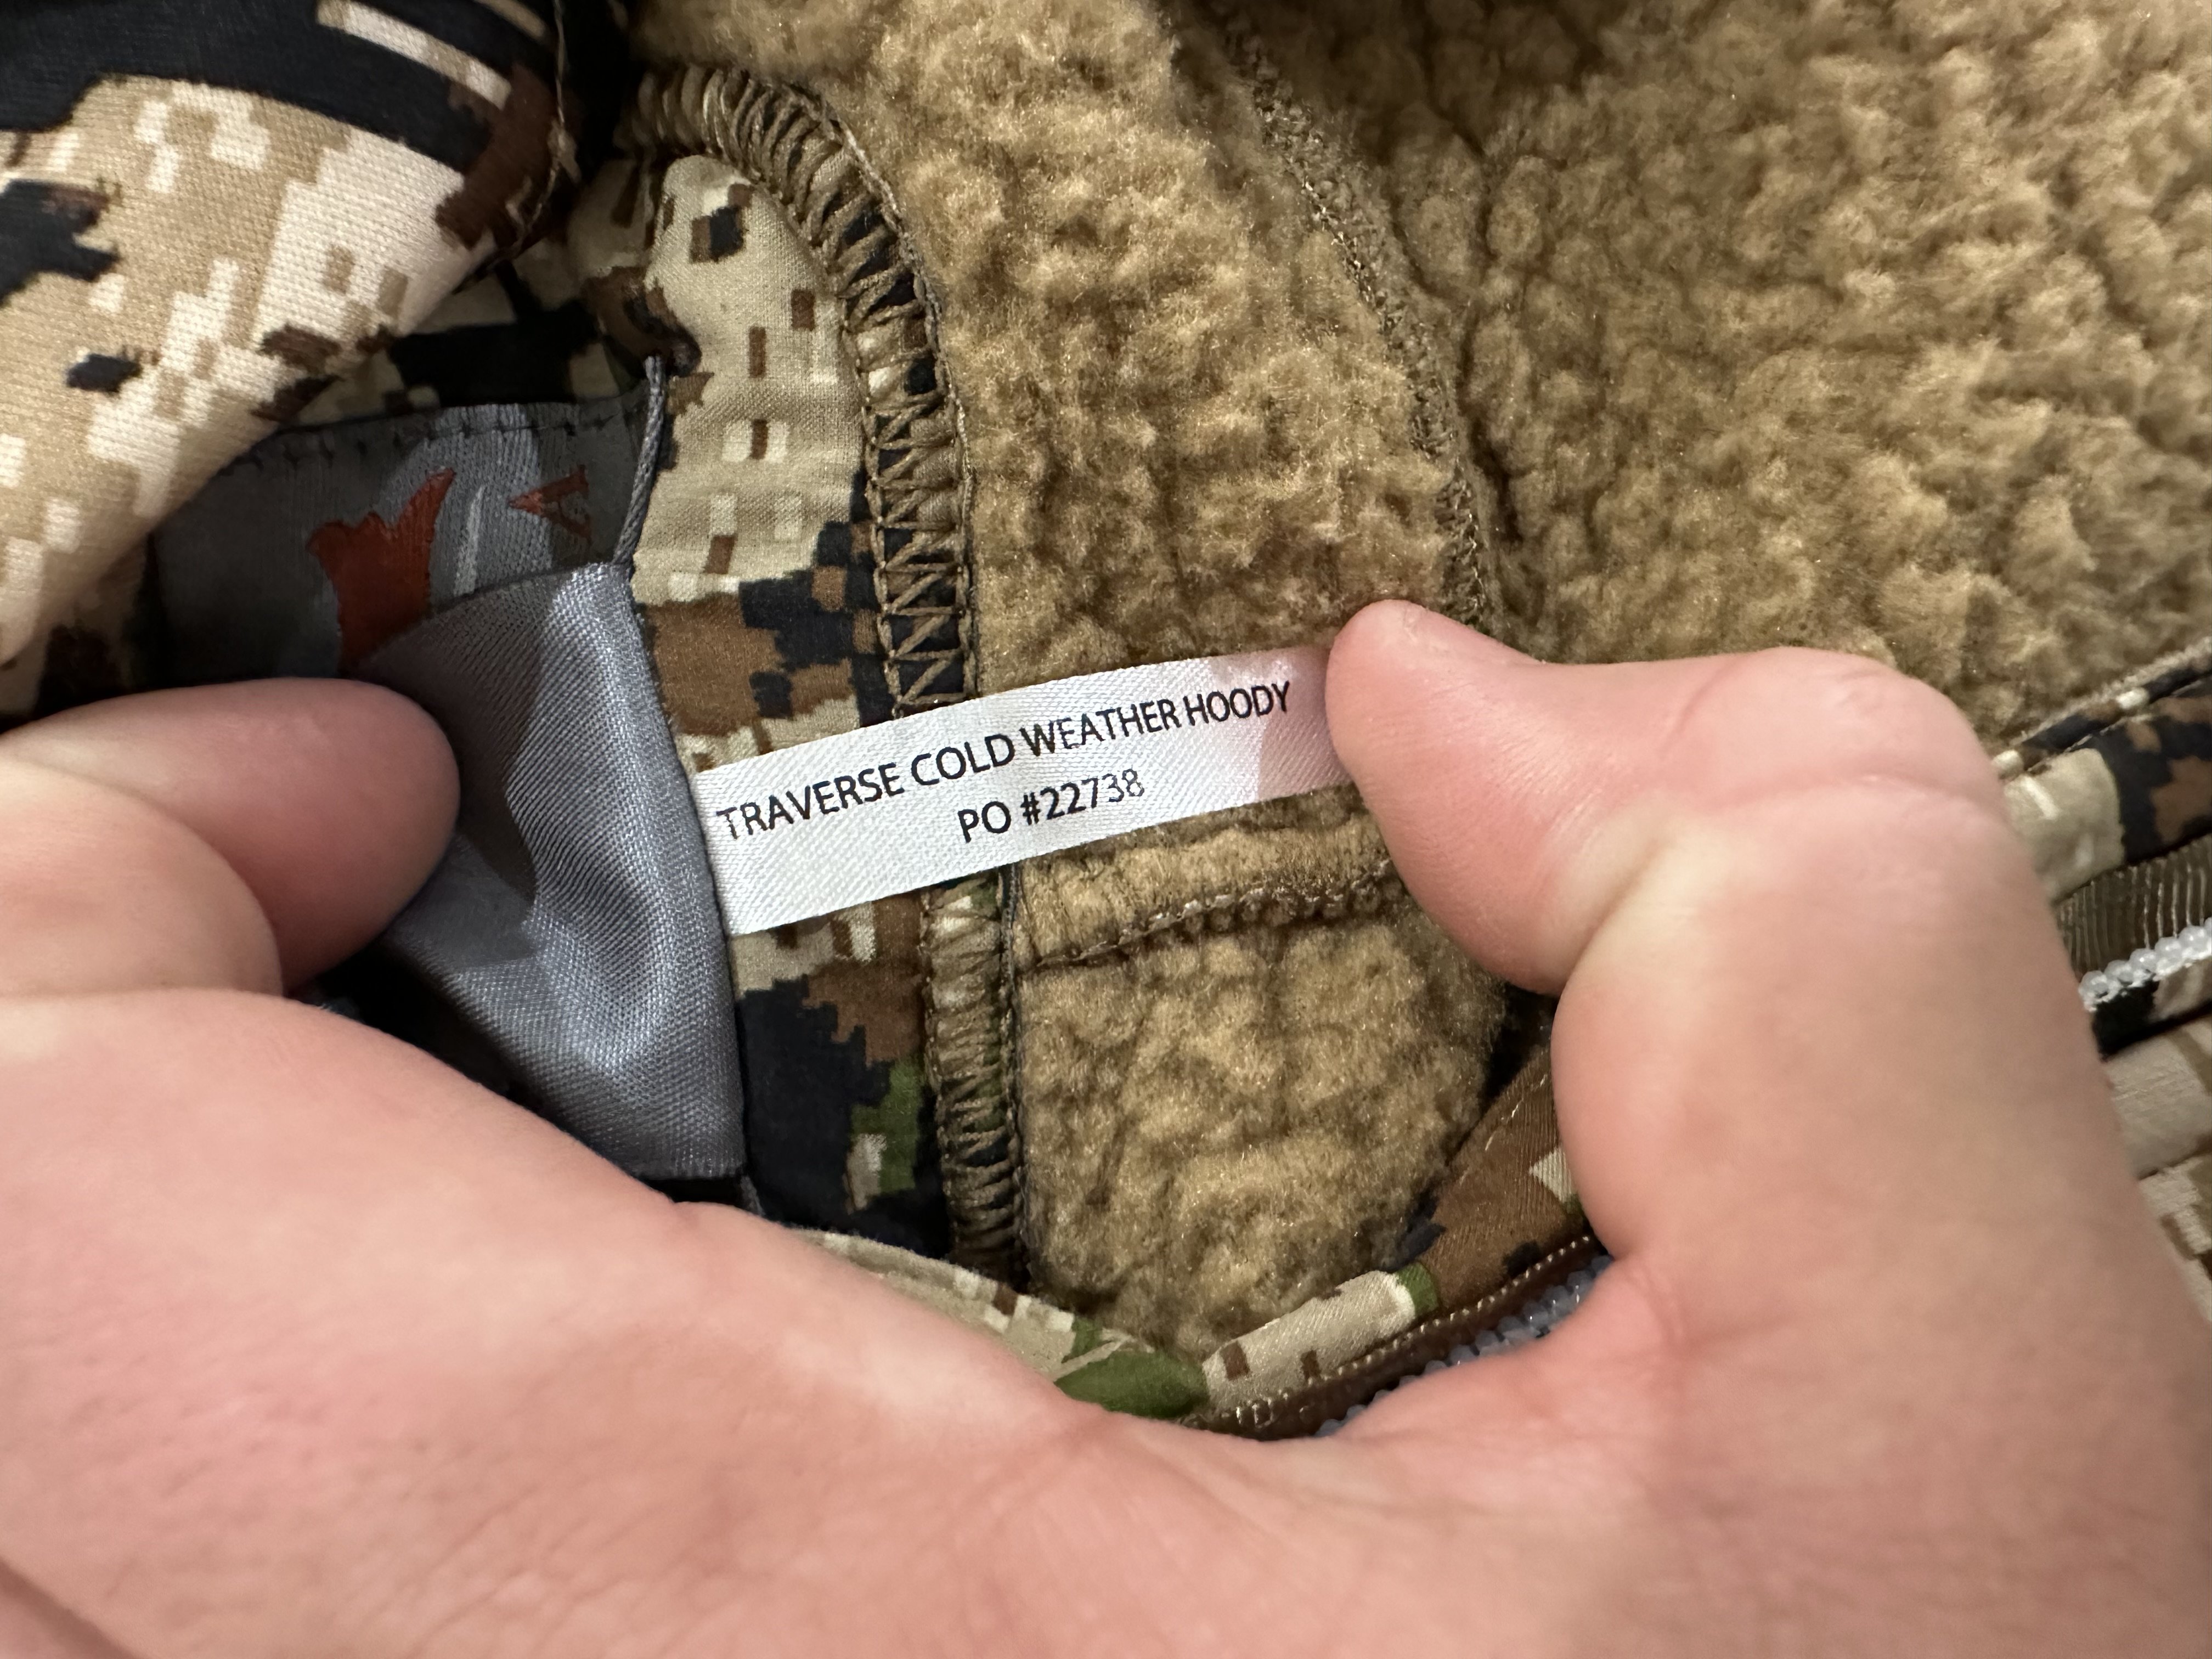 TRAVERSE COLD WEATHER HOODY
PO #22738